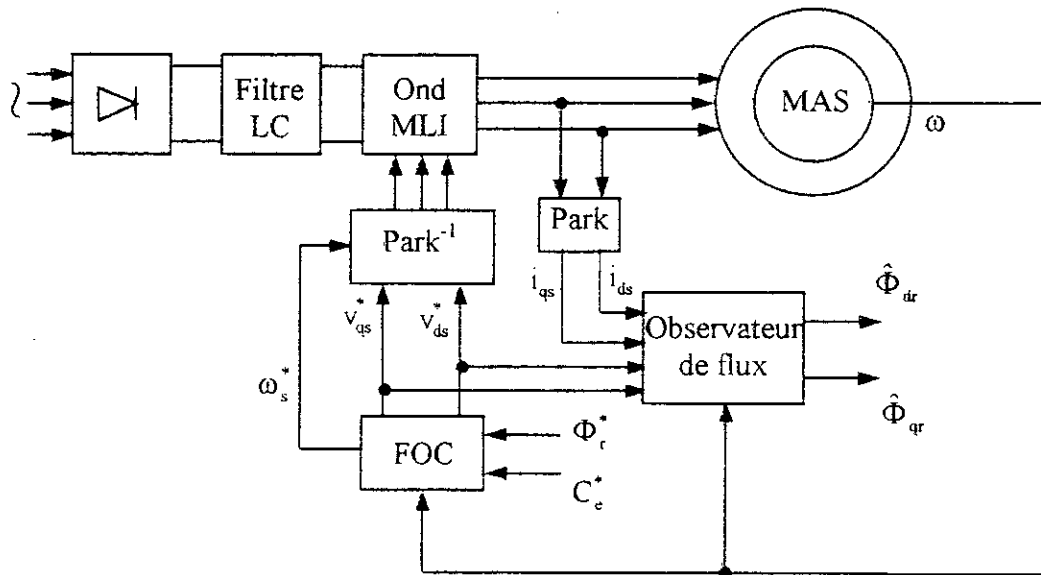 Filtre
LC
Ond
MLI
MAS
ω
Park⁻¹
Park
i_qs
i_ds
v*_qs
v*_ds
ω*_s
Observateur
de flux
Φ̂_dr
Φ̂_qr
FOC
Φ*_r
C*_e